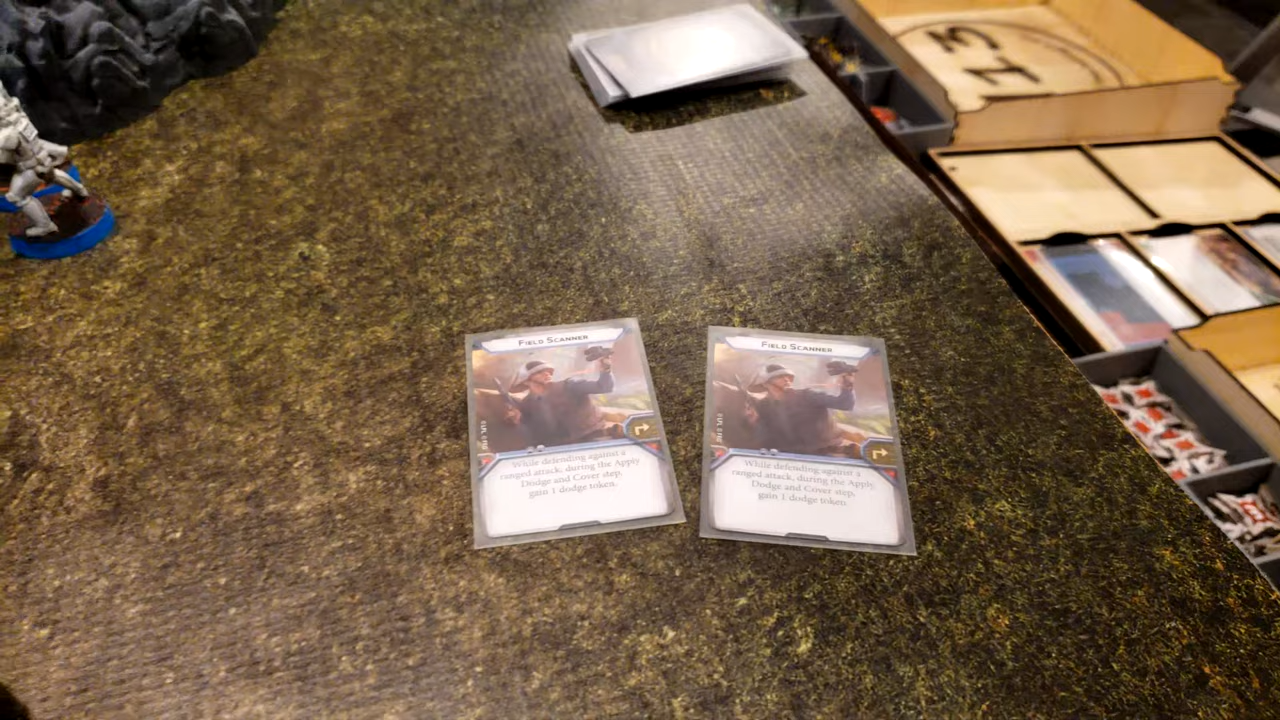 13
FIELD SCANNER
While defending against a
ranged attack, during the Apply
Dodge and Cover step,
gain 1 dodge token.
FIELD SCANNER
While defending against a
ranged attack, during the Apply
Dodge and Cover step,
gain 1 dodge token.